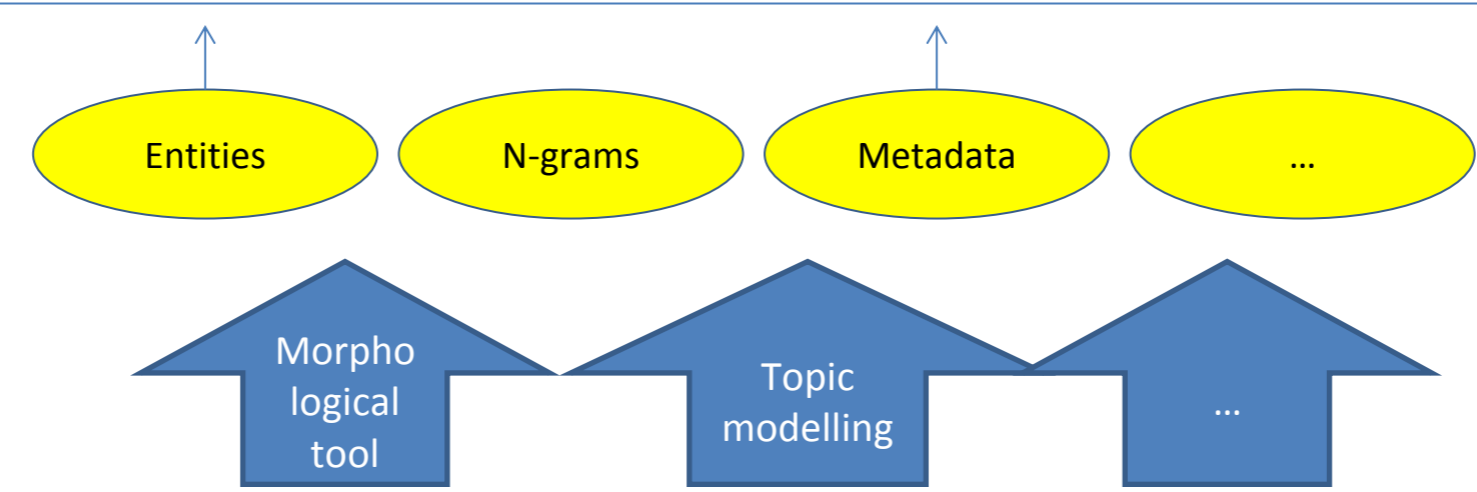 Entities
N-grams
Metadata
...
Morpho
logical
tool
Topic
modelling
...